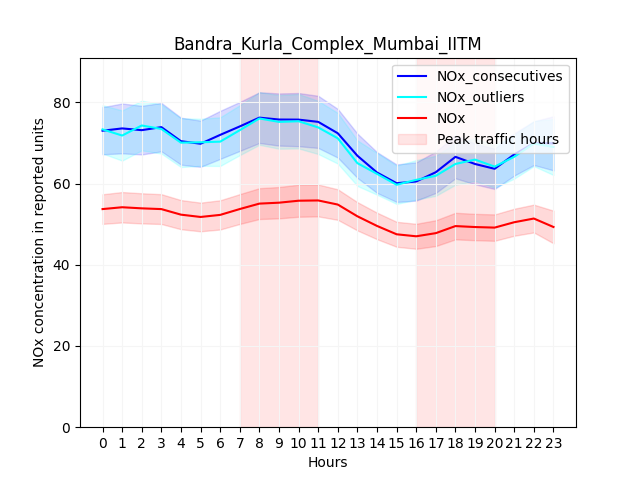 Bandra_Kurla_Complex_Mumbai_IITM
NOx_consecutives
NOx_outliers
NOx
Peak traffic hours
NOx concentration in reported units
80
60
40
20
0
0 1 2 3 4 5 6 7 8 9 10 11 12 13 14 15 16 17 18 19 20 21 22 23
Hours